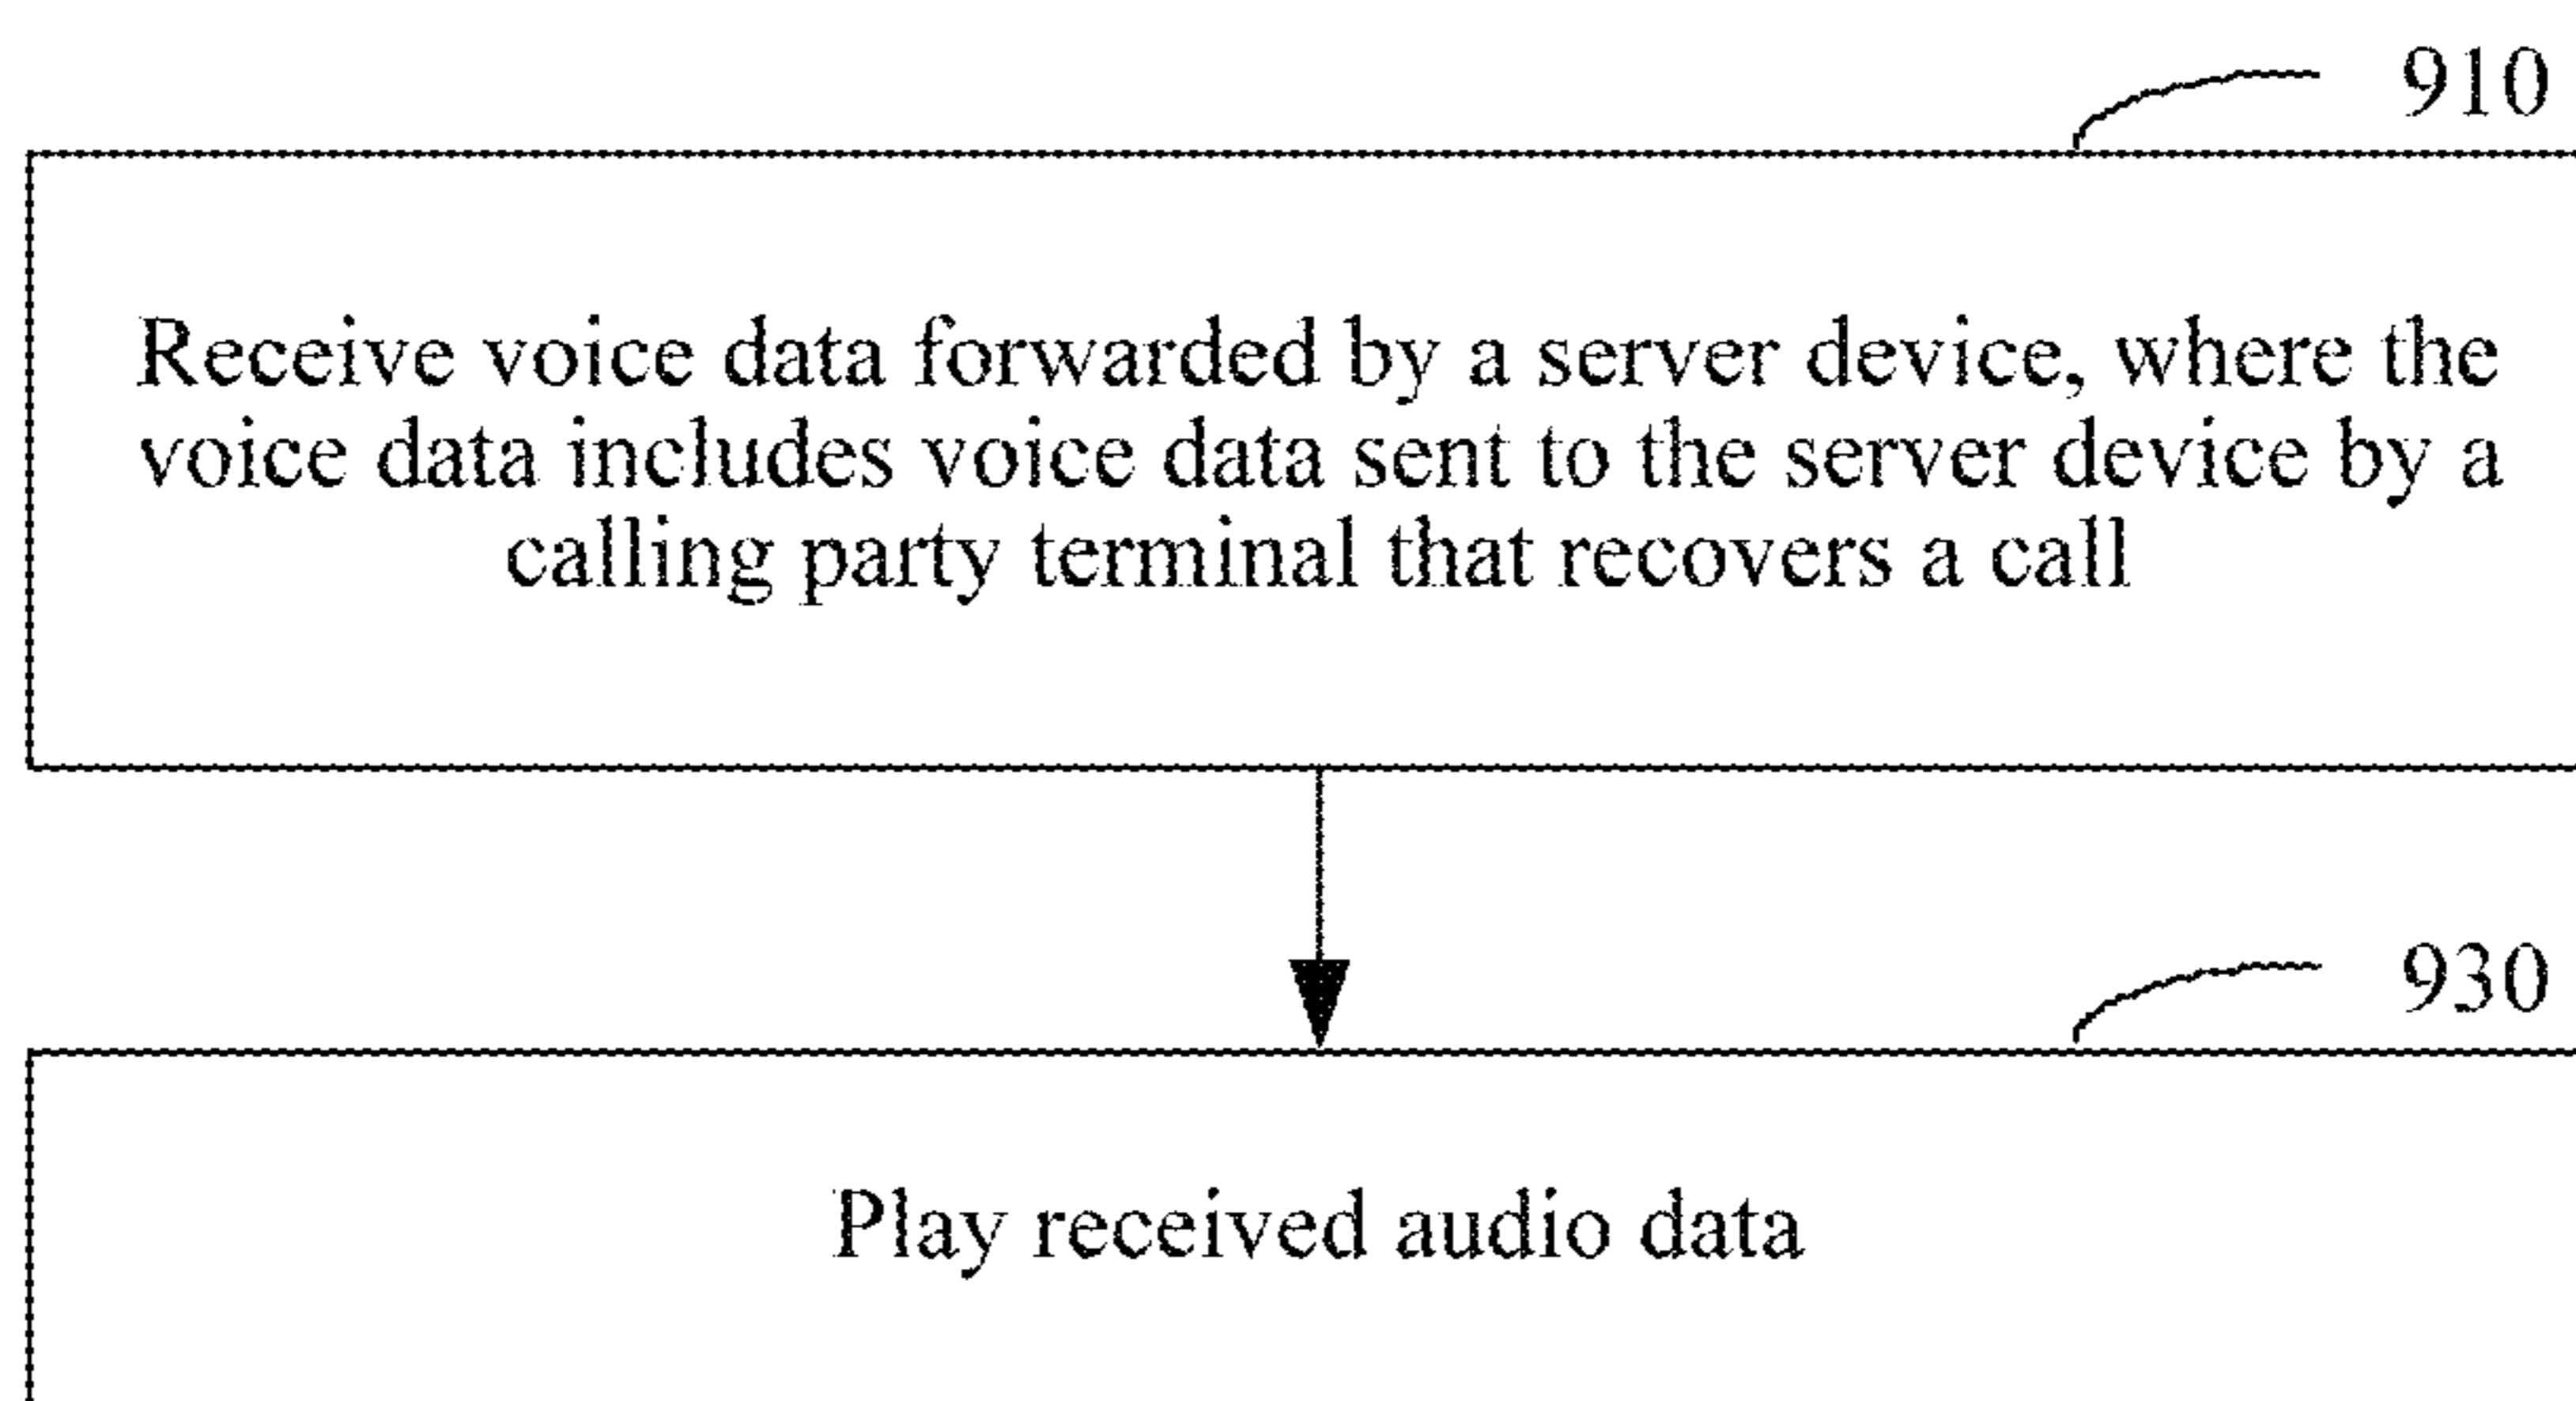 910
Receive voice data forwarded by a server device, where the
voice data includes voice data sent to the server device by a
calling party terminal that recovers a call
930
Play received audio data